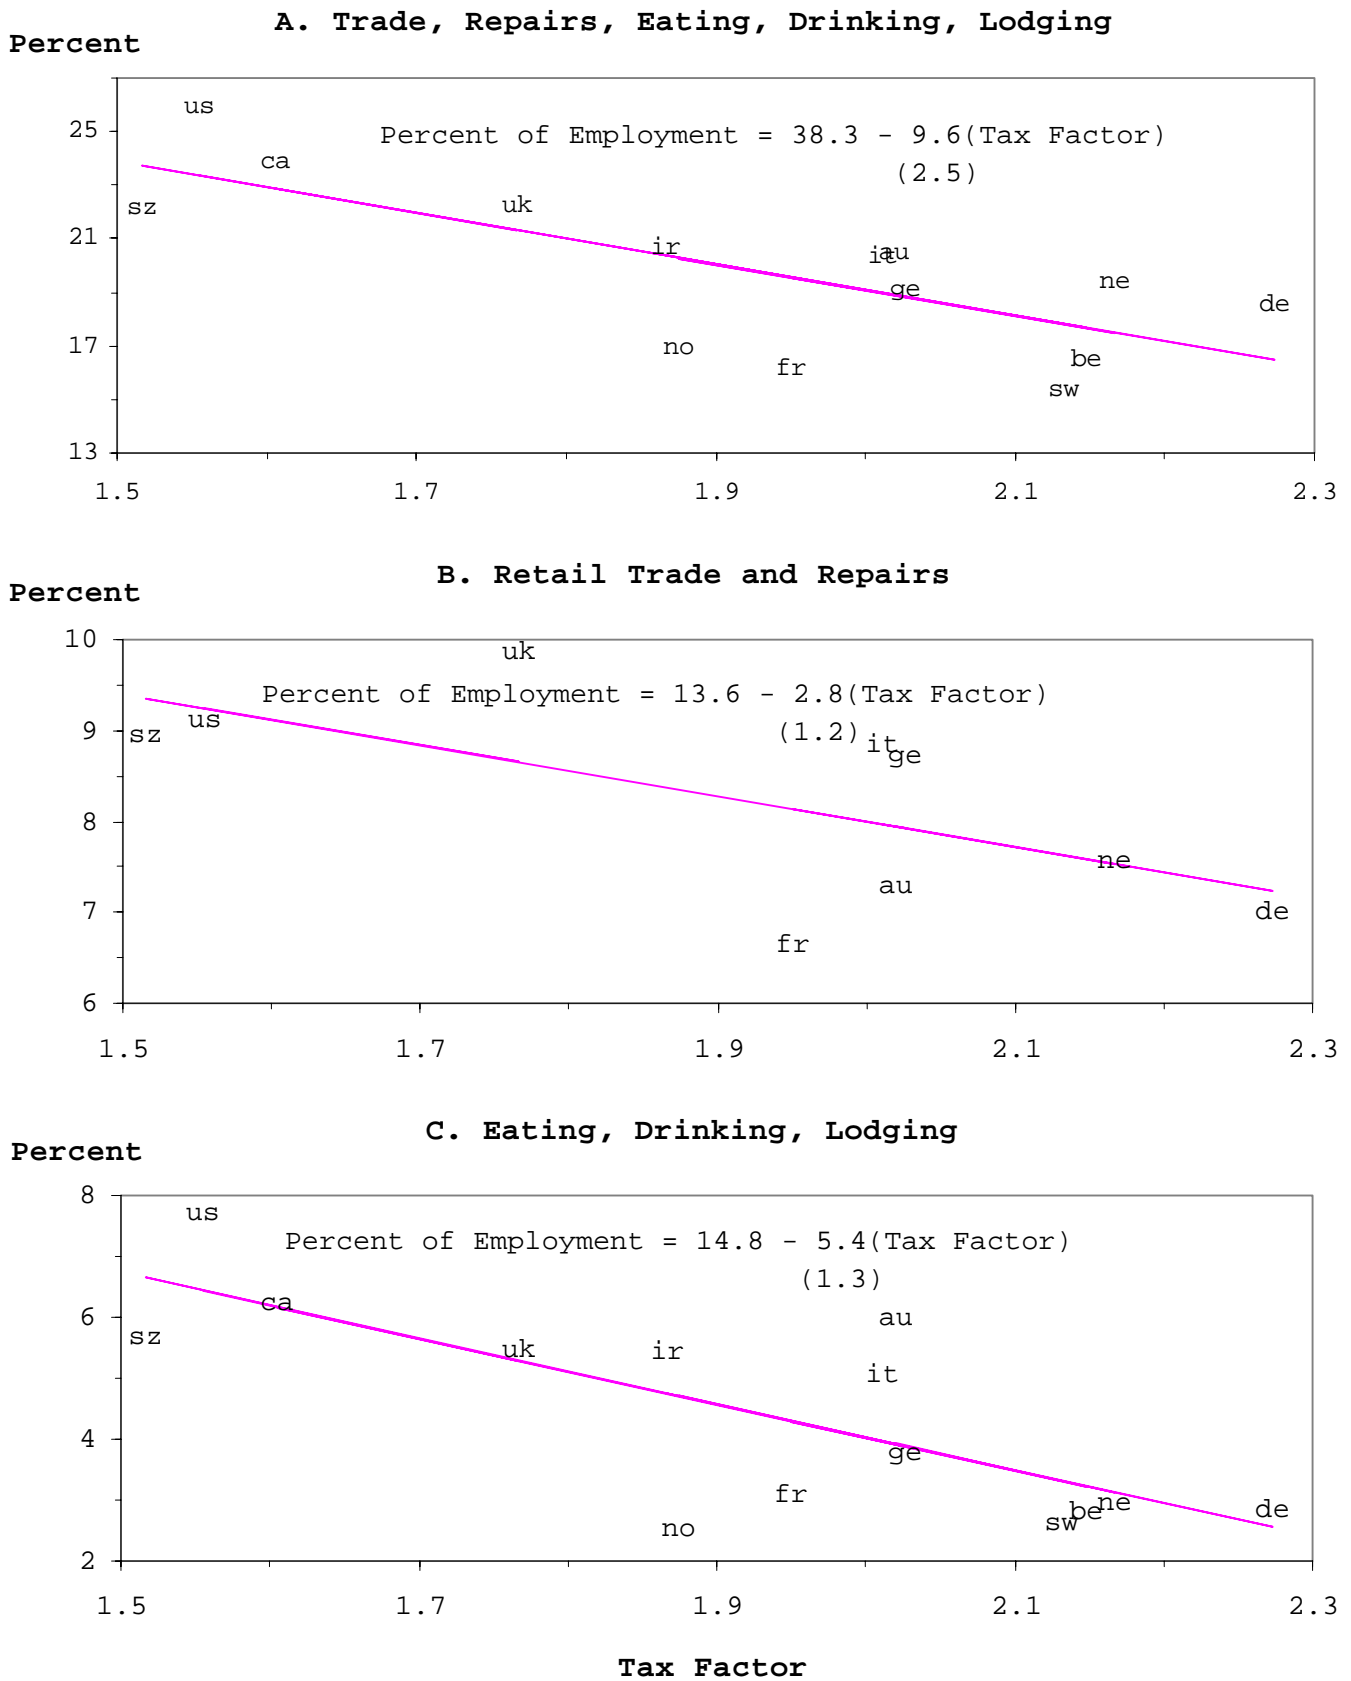 A. Trade, Repairs, Eating, Drinking, Lodging
Percent
us
25
Percent of Employment = 38.3 - 9.6(Tax Factor)
ca
(2.5)
sz
uk
21
ir
it
au
ne
ge
de
17
no
be
fr
sw
13
1.5 1.7 1.9 2.1 2.3
B. Retail Trade and Repairs
Percent
10
uk
Percent of Employment = 13.6 - 2.8(Tax Factor)
us
9
sz
(1.2)
it
ge
8
ne
au
7
de
fr
6
1.5 1.7 1.9 2.1 2.3
C. Eating, Drinking, Lodging
Percent
8
us
Percent of Employment = 14.8 - 5.4(Tax Factor)
(1.3)
ca
6
au
sz
uk
ir
it
4
ge
fr
ne
be
de
sw
no
2
1.5 1.7 1.9 2.1 2.3
Tax Factor